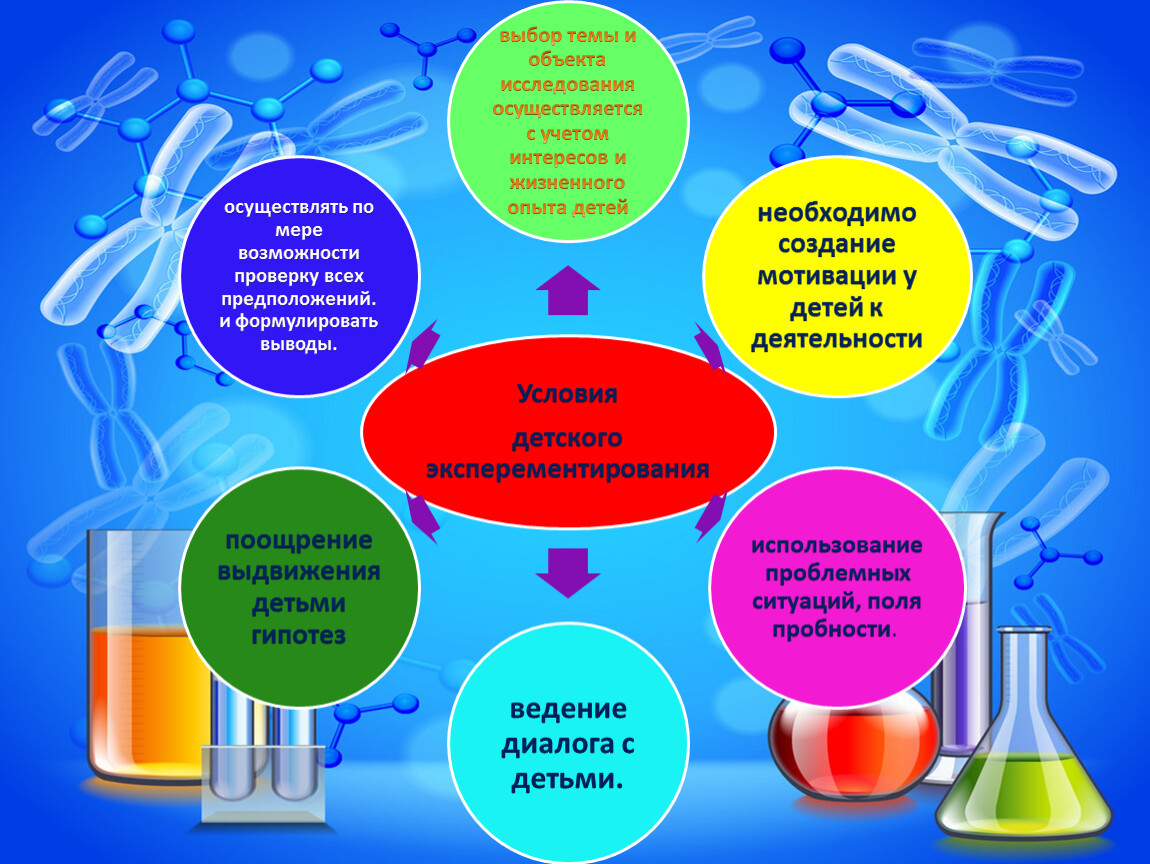 выбор темы и
объекта
исследования
осуществляется
с учетом
интересов и
жизненного
опыта детей
необходимо
создание
мотивации у
детей к
деятельности
осуществлять по
мере
возможности
проверку всех
предположений.
и формулировать
выводы.
Условия
детского
эксперементирования
поощрение
выдвижения
детьми
гипотез
использование
проблемных
ситуаций, поля
пробности.
ведение
диалога с
детьми.